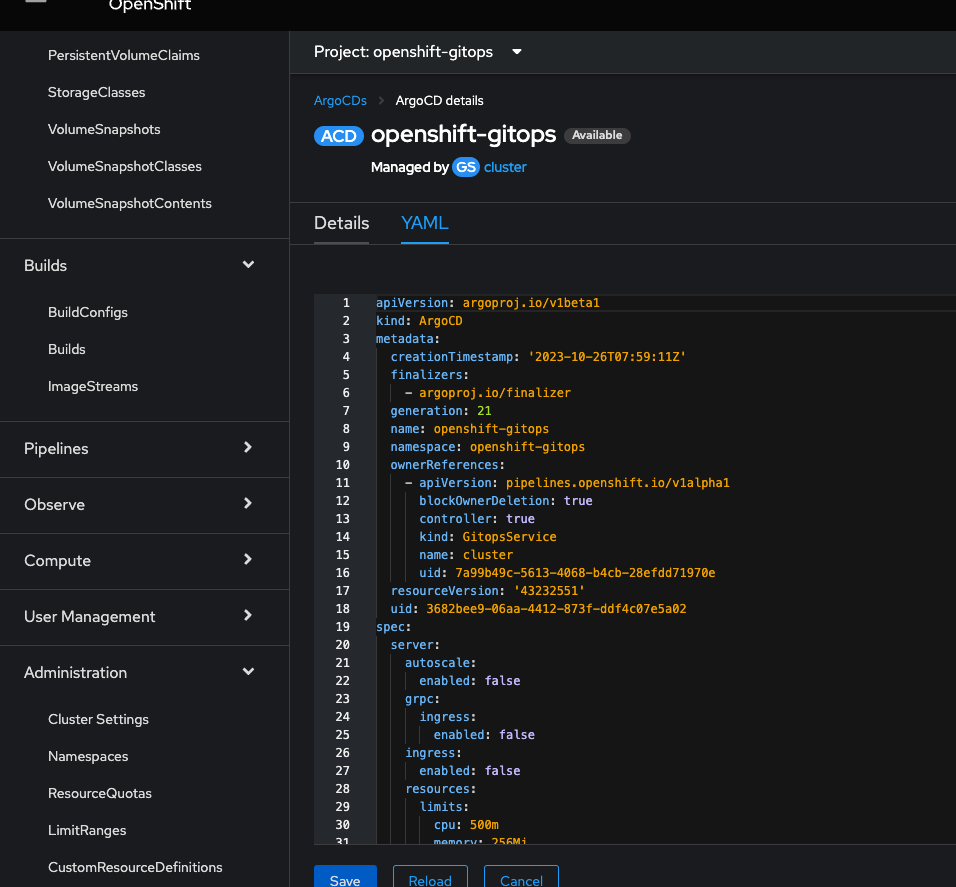 OpenShift
PersistentVolumeClaims
StorageClasses
VolumeSnapshots
VolumeSnapshotClasses
VolumeSnapshotContents
Builds
BuildConfigs
Builds
ImageStreams
Pipelines
Observe
Compute
User Management
Administration
Cluster Settings
Namespaces
ResourceQuotas
LimitRanges
CustomResourceDefinitions
Project: openshift-gitops
ArgoCDs > ArgoCD details
ACD openshift-gitops Available
Managed by GS cluster
Details YAML
1 apiVersion: argoproj.io/v1beta1
2 kind: ArgoCD
3 metadata:
4 creationTimestamp: '2023-10-26T07:59:11Z'
5 finalizers:
6 - argoproj.io/finalizer
7 generation: 21
8 name: openshift-gitops
9 namespace: openshift-gitops
10 ownerReferences:
11 - apiVersion: pipelines.openshift.io/v1alpha1
12 blockOwnerDeletion: true
13 controller: true
14 kind: GitopsService
15 name: cluster
16 uid: 7a99b49c-5613-4068-b4cb-28efdd71970e
17 resourceVersion: '43232551'
18 uid: 3682bee9-06aa-4412-873f-ddf4c07e5a02
19 spec:
20 server:
21 autoscale:
22 enabled: false
23 grpc:
24 ingress:
25 enabled: false
26 ingress:
27 enabled: false
28 resources:
29 limits:
30 cpu: 500m
31 memory: 256Mi
Save Reload Cancel